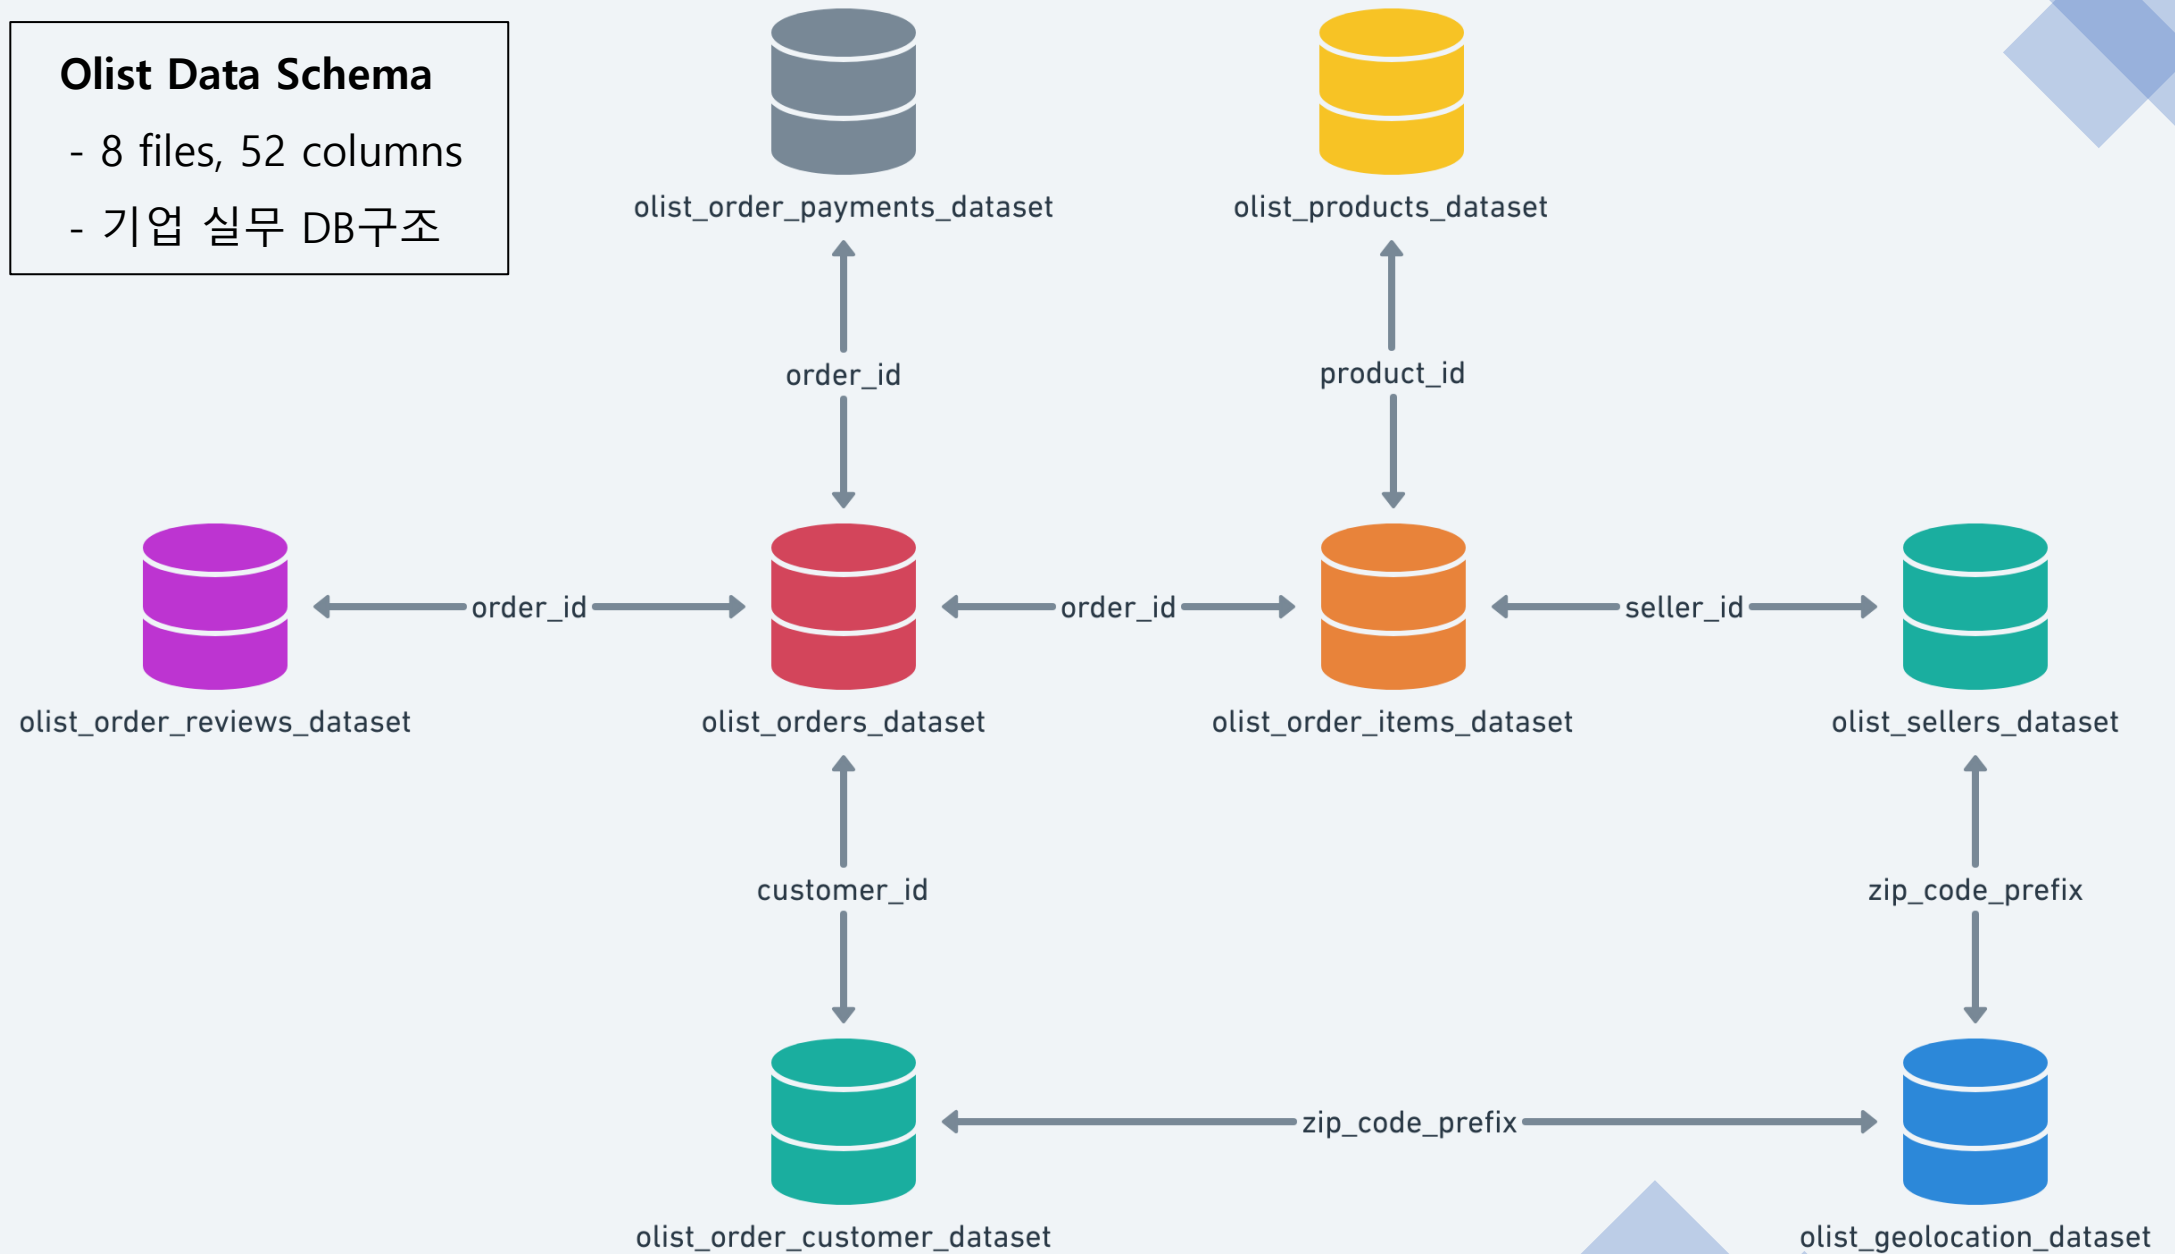 Olist Data Schema
- 8 files, 52 columns
- 기업 실무 DB구조
olist_order_payments_dataset
olist_products_dataset
order_id
product_id
order_id
order_id
seller_id
olist_order_reviews_dataset
olist_orders_dataset
olist_order_items_dataset
olist_sellers_dataset
customer_id
zip_code_prefix
zip_code_prefix
olist_order_customer_dataset
olist_geolocation_dataset